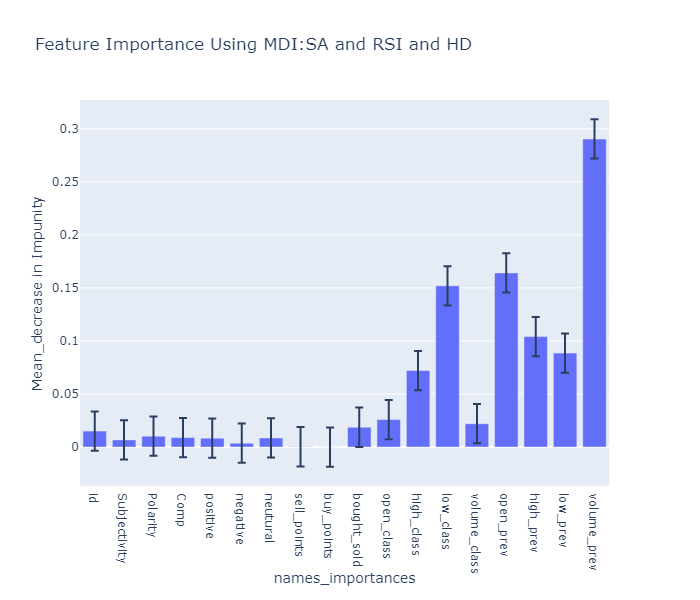 Feature Importance Using MDI:SA and RSI and HD
0.3
0.25
0.2
0.15
0.1
0.05
0
Mean_decrease in Impunity
Id
Subjectivity
Polarity
Comp
positive
negative
neutural
sell_points
buy_points
bought_sold
open_class
high_class
low_class
volume_class
open_prev
high_prev
low_prev
volume_prev
names_importances